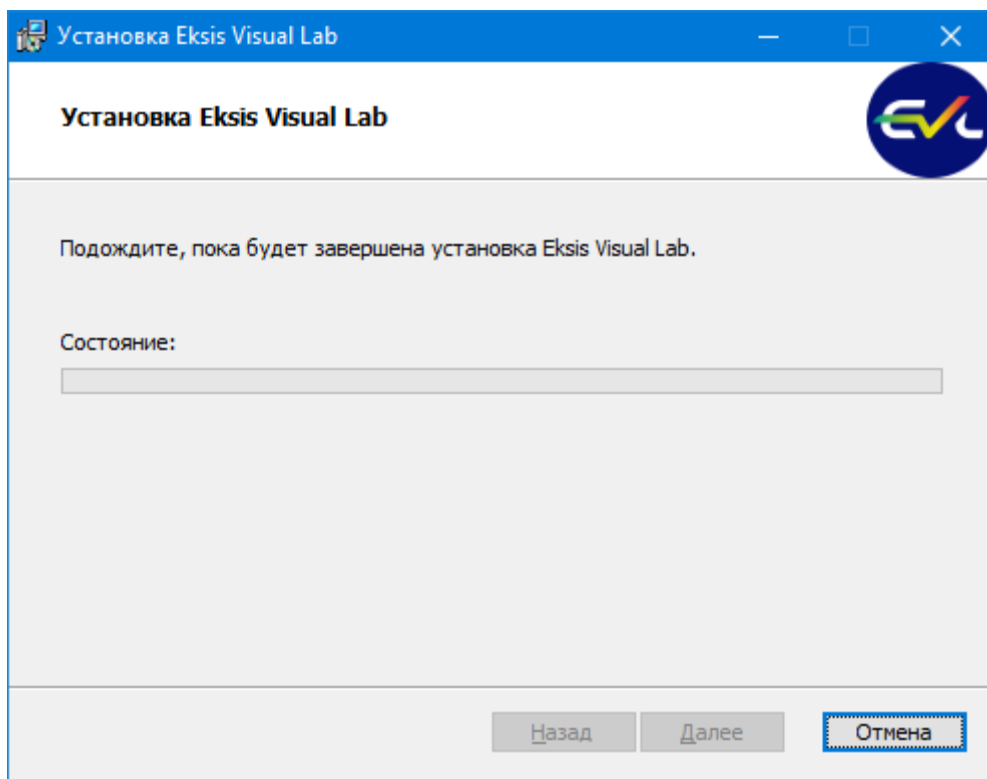 Установка Eksis Visual Lab
Установка Eksis Visual Lab
EVL
Подождите, пока будет завершена установка Eksis Visual Lab.
Состояние:
Назад Далее Отмена